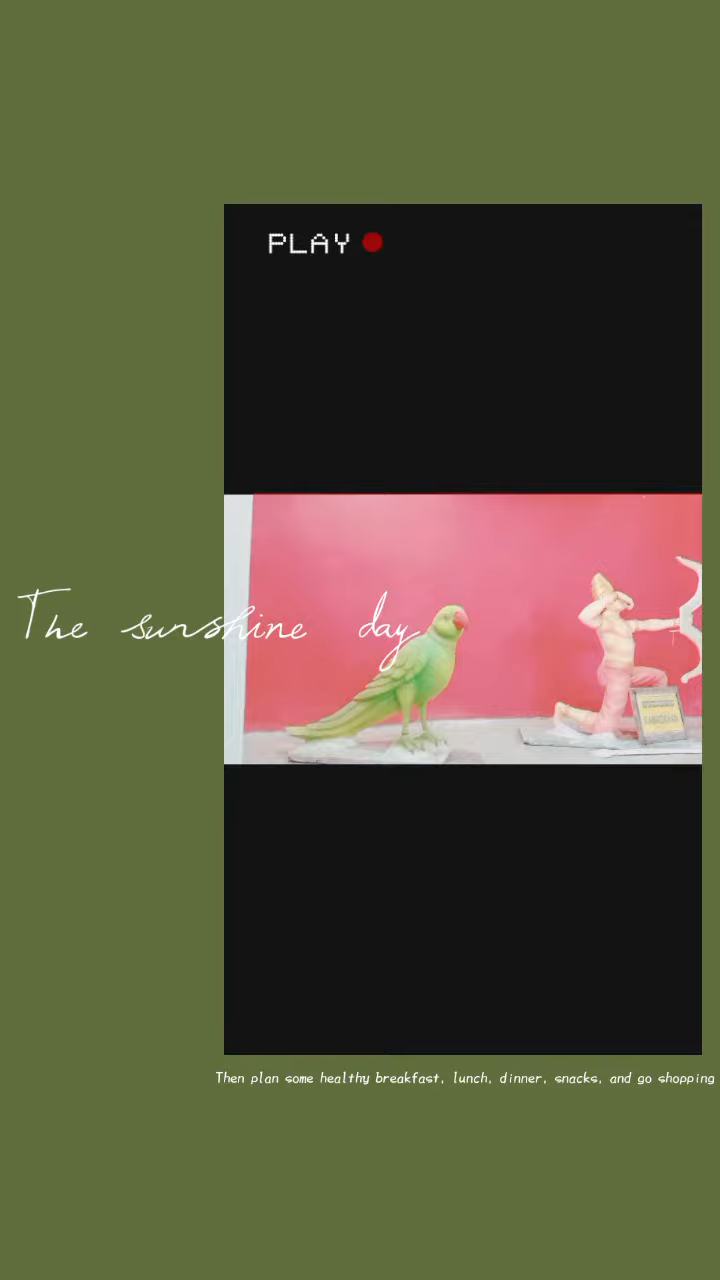 PLAY
The sunshine day
Then plan some healthy breakfast, lunch, dinner, snacks, and go shopping